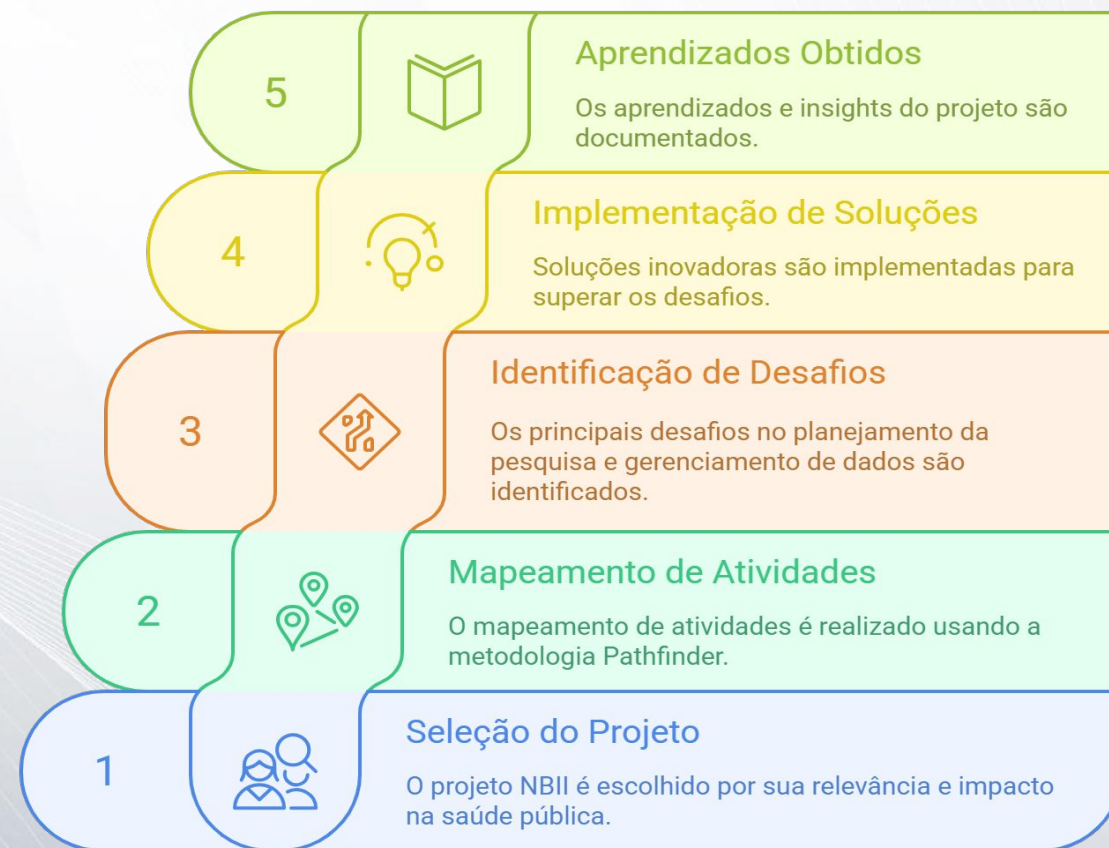 5
Aprendizados Obtidos
Os aprendizados e insights do projeto são
documentados.
4
Implementação de Soluções
Soluções inovadoras são implementadas para
superar os desafios.
3
Identificação de Desafios
Os principais desafios no planejamento da
pesquisa e gerenciamento de dados são
identificados.
2
Mapeamento de Atividades
O mapeamento de atividades é realizado usando a
metodologia Pathfinder.
1
Seleção do Projeto
O projeto NBII é escolhido por sua relevância e impacto
na saúde pública.